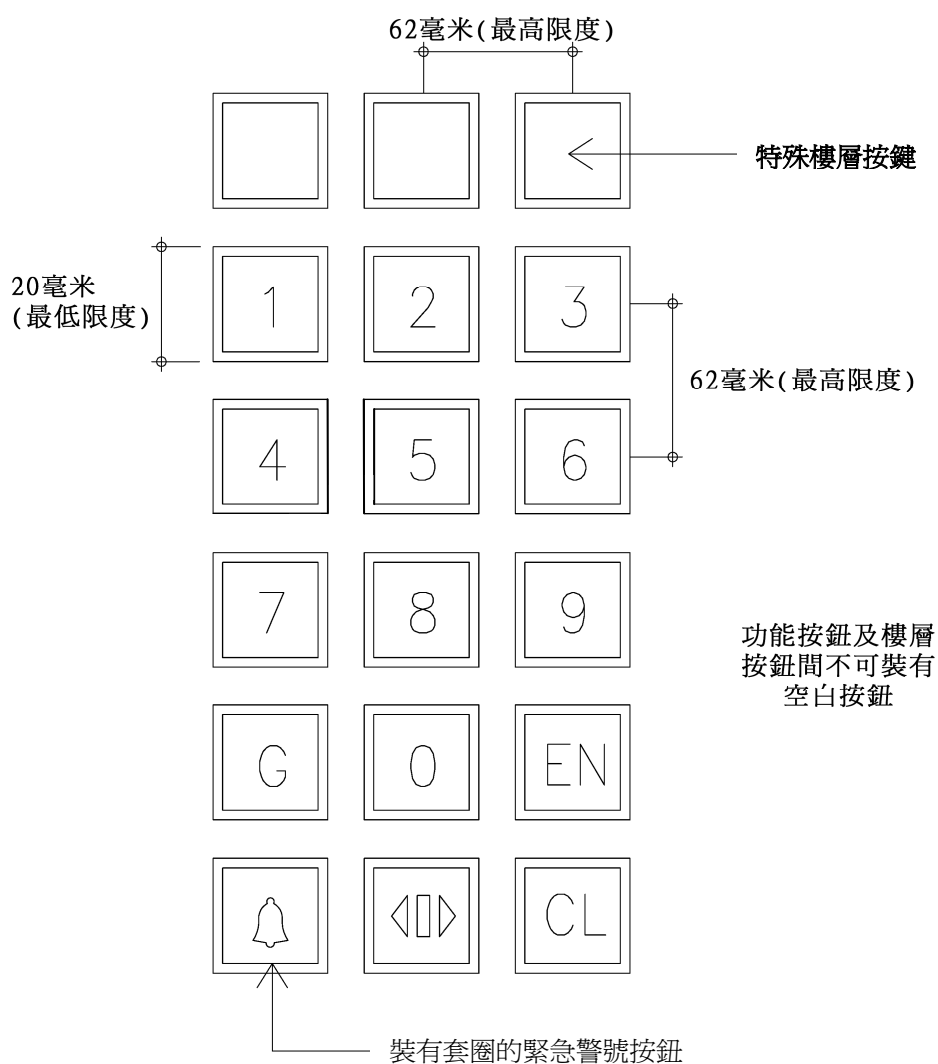 62毫米(最高限度)
特殊樓層按鍵
20毫米
(最低限度)
1 2 3
62毫米(最高限度)
4 5 6
7 8 9
功能按鈕及樓層
按鈕間不可裝有
空白按鈕
G 0 EN
CL
裝有套圈的緊急警號按鈕